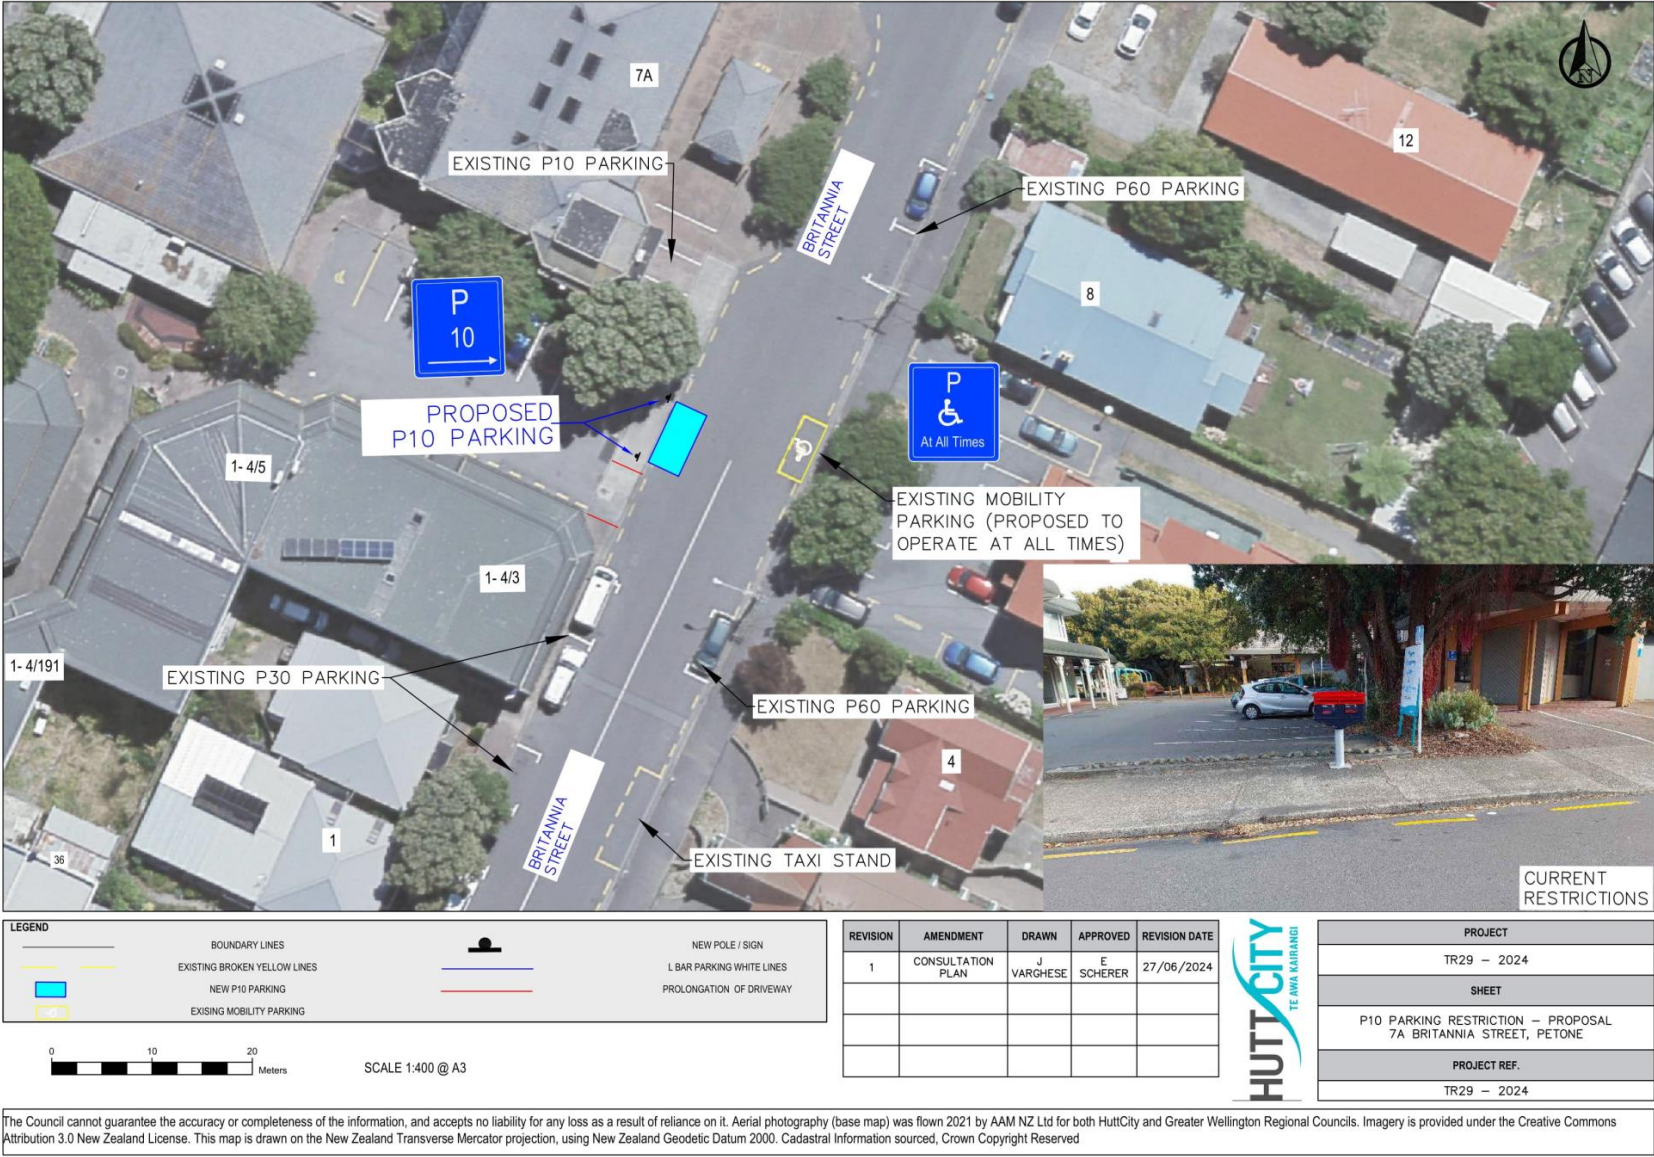 7A
EXISTING P10 PARKING
12
BRITANNIA
STREET
EXISTING P60 PARKING
8
P
10
P
At All Times
PROPOSED
P10 PARKING
1- 4/5
EXISTING MOBILITY
PARKING (PROPOSED TO
OPERATE AT ALL TIMES)
1- 4/3
1- 4/191
EXISTING P30 PARKING
EXISTING P60 PARKING
4
BRITANNIA
STREET
1
36
EXISTING TAXI STAND
CURRENT
RESTRICTIONS
N
LEGEND
BOUNDARY LINES
EXISTING BROKEN YELLOW LINES
NEW P10 PARKING
EXISING MOBILITY PARKING
NEW POLE / SIGN
L BAR PARKING WHITE LINES
PROLONGATION OF DRIVEWAY
0 10 20
Meters
SCALE 1:400 @ A3
REVISION AMENDMENT DRAWN APPROVED REVISION DATE
1 CONSULTATION PLAN J VARGHESE E SCHERER 27/06/2024
HUTT CITY
TE AWA KAIRANGI
PROJECT
TR29 - 2024
SHEET
P10 PARKING RESTRICTION - PROPOSAL
7A BRITANNIA STREET, PETONE
PROJECT REF.
TR29 - 2024
The Council cannot guarantee the accuracy or completeness of the information, and accepts no liability for any loss as a result of reliance on it. Aerial photography (base map) was flown 2021 by AAM NZ Ltd for both HuttCity and Greater Wellington Regional Councils. Imagery is provided under the Creative Commons
Attribution 3.0 New Zealand License. This map is drawn on the New Zealand Transverse Mercator projection, using New Zealand Geodetic Datum 2000. Cadastral Information sourced, Crown Copyright Reserved